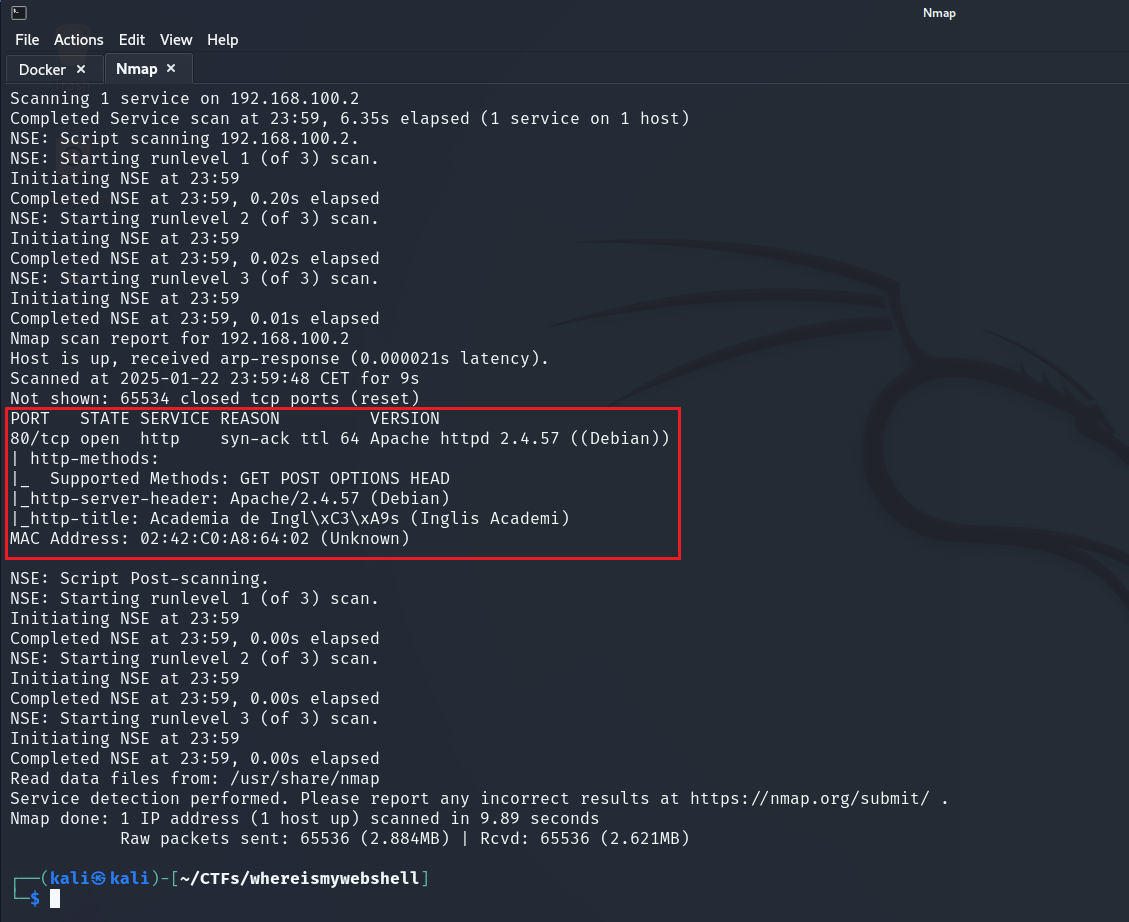 Nmap
File Actions Edit View Help
Docker × Nmap ×
Scanning 1 service on 192.168.100.2
Completed Service scan at 23:59, 6.35s elapsed (1 service on 1 host)
NSE: Script scanning 192.168.100.2.
NSE: Starting runlevel 1 (of 3) scan.
Initiating NSE at 23:59
Completed NSE at 23:59, 0.20s elapsed
NSE: Starting runlevel 2 (of 3) scan.
Initiating NSE at 23:59
Completed NSE at 23:59, 0.02s elapsed
NSE: Starting runlevel 3 (of 3) scan.
Initiating NSE at 23:59
Completed NSE at 23:59, 0.01s elapsed
Nmap scan report for 192.168.100.2
Host is up, received arp-response (0.000021s latency).
Scanned at 2025-01-22 23:59:48 CET for 9s
Not shown: 65534 closed tcp ports (reset)
PORT   STATE SERVICE REASON         VERSION
80/tcp open  http    syn-ack ttl 64 Apache httpd 2.4.57 ((Debian))
| http-methods:
|_  Supported Methods: GET POST OPTIONS HEAD
|_http-server-header: Apache/2.4.57 (Debian)
|_http-title: Academia de Ingl\xC3\xA9s (Inglis Academi)
MAC Address: 02:42:C0:A8:64:02 (Unknown)
NSE: Script Post-scanning.
NSE: Starting runlevel 1 (of 3) scan.
Initiating NSE at 23:59
Completed NSE at 23:59, 0.00s elapsed
NSE: Starting runlevel 2 (of 3) scan.
Initiating NSE at 23:59
Completed NSE at 23:59, 0.00s elapsed
NSE: Starting runlevel 3 (of 3) scan.
Initiating NSE at 23:59
Completed NSE at 23:59, 0.00s elapsed
Read data files from: /usr/share/nmap
Service detection performed. Please report any incorrect results at https://nmap.org/submit/ .
Nmap done: 1 IP address (1 host up) scanned in 9.89 seconds
           Raw packets sent: 65536 (2.884MB) | Rcvd: 65536 (2.621MB)
┌──(kali㉿kali)-[~/CTFs/whereismywebshell]
└─$